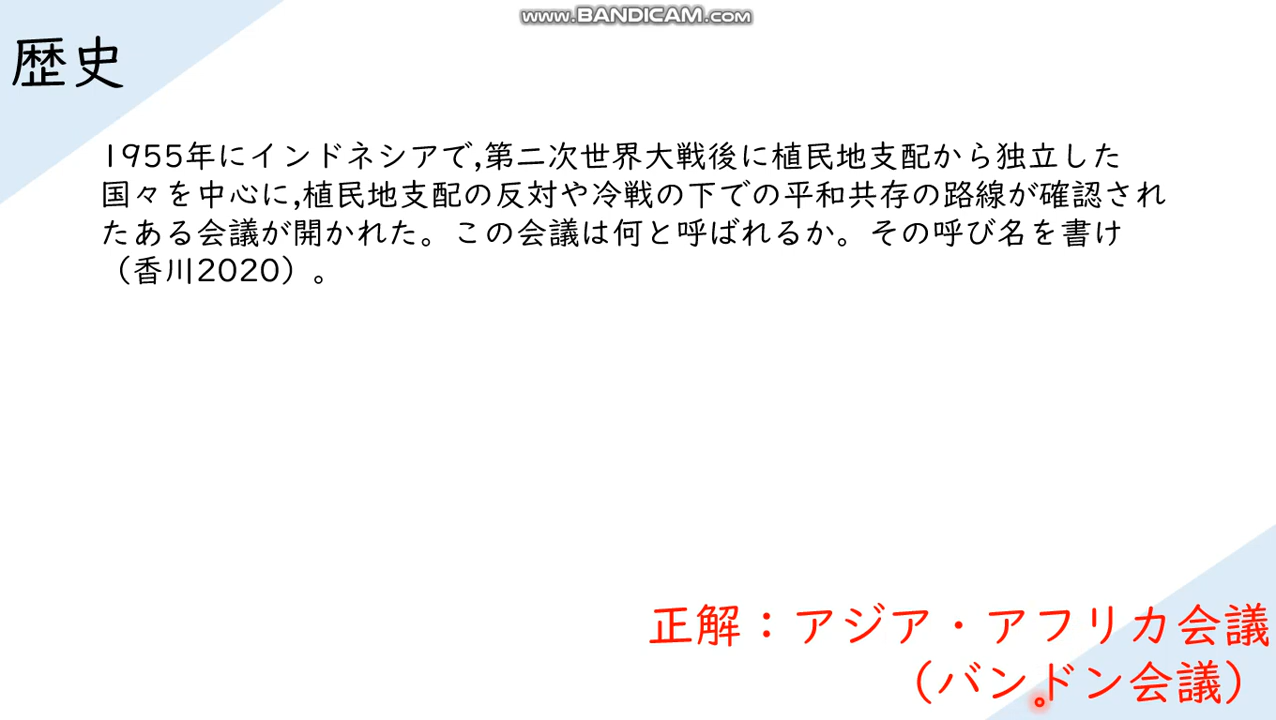 www.BANDICAM.com
歴史
1955年にインドネシアで,第二次世界大戦後に植民地支配から独立した
国々を中心に,植民地支配の反対や冷戦の下での平和共存の路線が確認され
たある会議が開かれた。この会議は何と呼ばれるか。その呼び名を書け
（香川2020）。
正解：アジア・アフリカ会議
（バンドン会議）